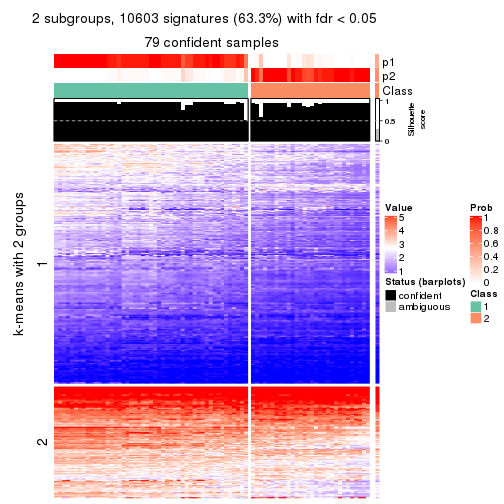 2 subgroups, 10603 signatures (63.3%) with fdr < 0.05
79 confident samples
p1
p2
Class
1
0.5
0
Silhouette
score
k-means with 2 groups
1
2
Value
5
4
3
2
1
Status (barplots)
confident
ambiguous
Prob
1
0.8
0.6
0.4
0.2
0
Class
1
2